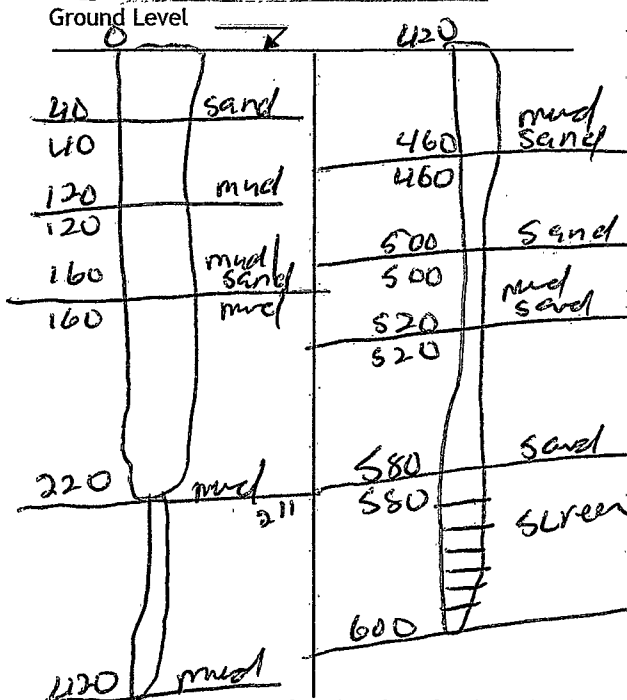 Ground Level
0
40 sand
40
120 mud
120
mud
160 sand
160 mud
220 mud
2"
420 mud
420
mud
460 sand
460
500 sand
500
mud
520 sand
520
580 sand
580
screen
600